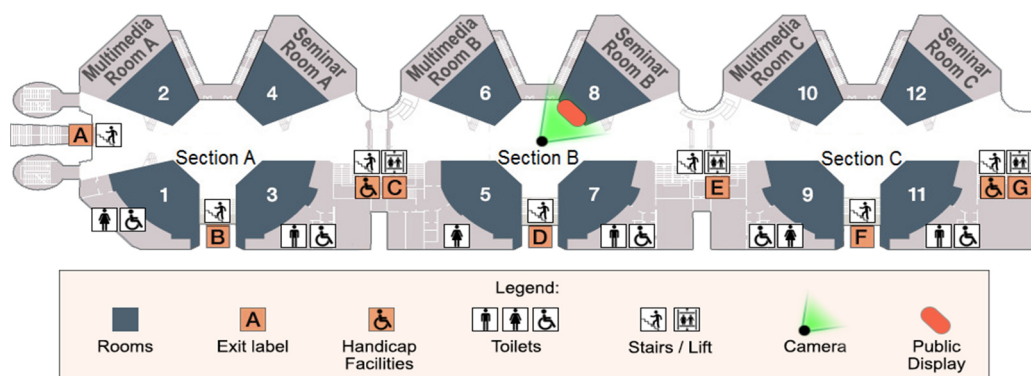 Multimedia
Room A
Seminar
Room A
Multimedia
Room B
Seminar
Room B
Multimedia
Room C
Seminar
Room C
2
4
6
8
10
12
A
Section A
Section B
Section C
1
3
C
5
7
E
9
11
G
B
D
F
Legend:
A
Rooms
Exit label
Handicap
Facilities
Toilets
Stairs / Lift
Camera
Public
Display